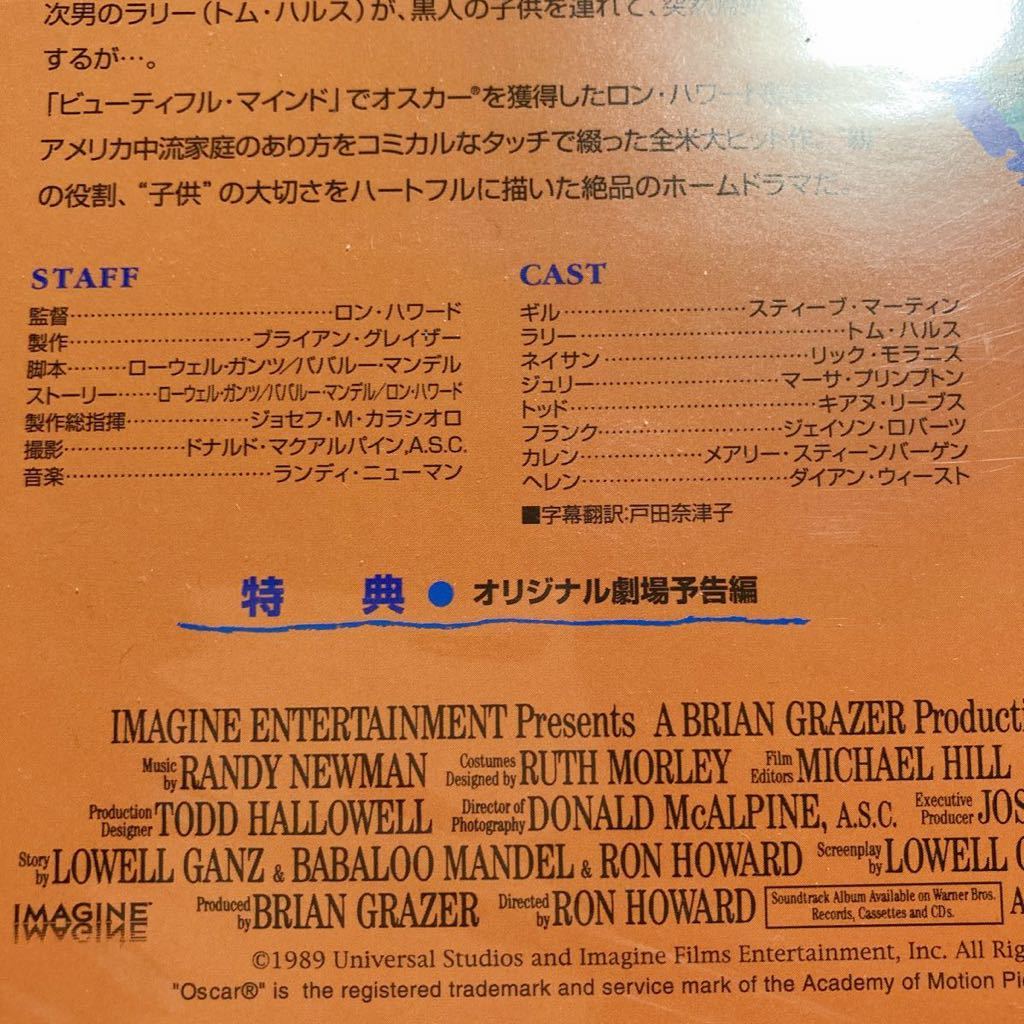 次男のラリー(トム・ハルス)が、黒人の子供を連れて、突然
するが…。
「ビューティフル・マインド」でオスカー®を獲得したロン・ハワード
アメリカ中流家庭のあり方をコミカルなタッチで綴った全米大ヒット作。"親"
の役割、"子供"の大切さをハートフルに描いた絶品のホームドラマだ。
STAFF
監督……ロン・ハワード
製作……ブライアン・グレイザー
脚本……ローウェル・ガンツ/ババルー・マンデル
ストーリー……ローウェル・ガンツ/ババルー・マンデル/ロン・ハワード
製作総指揮……ジョセフ・M・カラシオロ
撮影……ドナルド・マクアルパイン,A.S.C.
音楽……ランディ・ニューマン
CAST
ギル……スティーブ・マーティン
ラリー……トム・ハルス
ネイサン……リック・モラニス
ジュリー……マーサ・プリンプトン
トッド……キアヌ・リーブス
フランク……ジェイソン・ロバーツ
カレン……メアリー・スティーンバーゲン
ヘレン……ダイアン・ウィースト
■字幕翻訳:戸田奈津子
特 典 ● オリジナル劇場予告編
IMAGINE ENTERTAINMENT Presents A BRIAN GRAZER Producti
Music by RANDY NEWMAN Costumes Designed by RUTH MORLEY Film Editors MICHAEL HILL
Production Designer TODD HALLOWELL Director of Photography DONALD McALPINE, A.S.C. Executive Producer JOS
Story by LOWELL GANZ & BABALOO MANDEL & RON HOWARD Screenplay by LOWELL G
IMAGINE Produced by BRIAN GRAZER Directed by RON HOWARD Soundtrack Album Available on Warner Bros. Records, Cassettes and CDs. A
©1989 Universal Studios and Imagine Films Entertainment, Inc. All Rig
"Oscar®" is the registered trademark and service mark of the Academy of Motion Pic